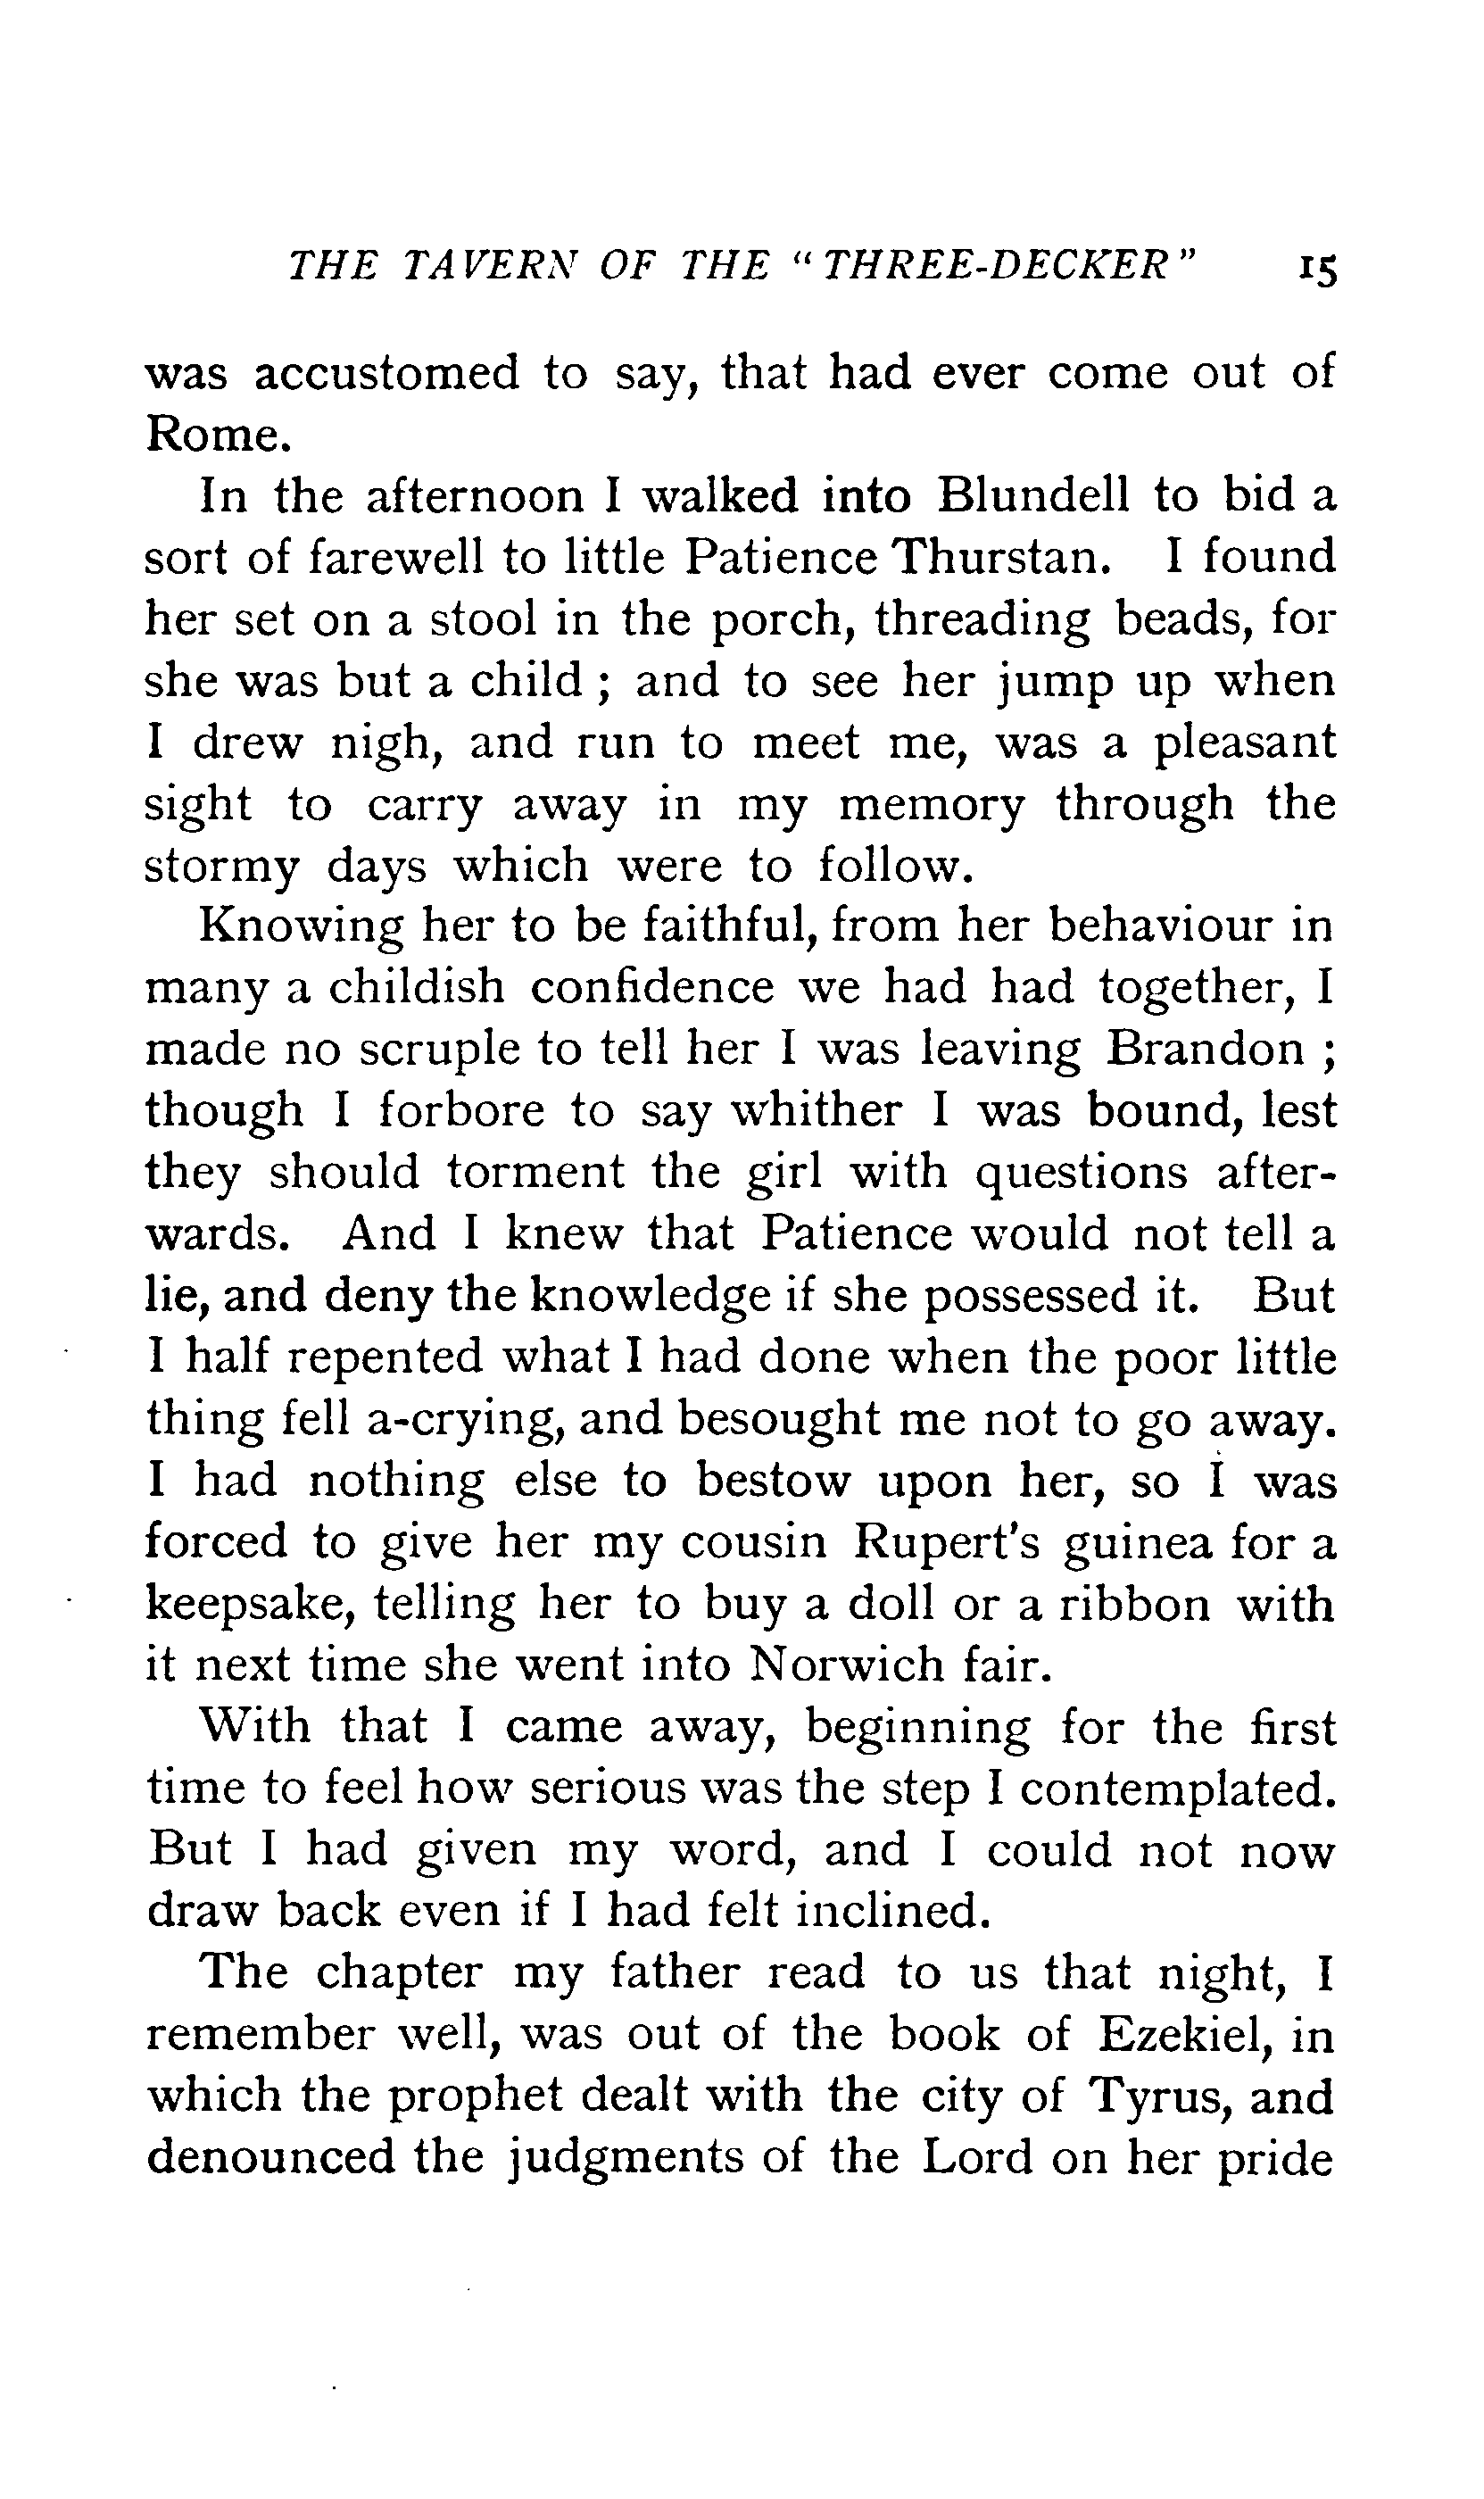 THE TAVERN OF THE “THREE-DECKER” 15
was accustomed to say, that had ever come out of
Rome.
In the afternoon I walked into Blundell to bid a
sort of farewell to little Patience Thurstan. I found
her set on a stool in the porch, threading beads, for
she was but a child ; and to see her jump up when
I drew nigh, and run to meet me, was a pleasant
sight to carry away in my memory through the
stormy days which were to follow.
Knowing her to be faithful, from her behaviour in
many a childish confidence we had had together, I
made no scruple to tell her I was leaving Brandon ;
though I forbore to say whither I was bound, lest
they should torment the girl with questions after-
wards. And I knew that Patience would not tell a
lie, and deny the knowledge if she possessed it. But
I half repented what I had done when the poor little
thing fell a-crying, and besought me not to go away.
I had nothing else to bestow upon her, so I was
forced to give her my cousin Rupert’s guinea for a
keepsake, telling her to buy a doll or a ribbon with
it next time she went into Norwich fair.
With that I came away, beginning for the first
time to feel how serious was the step I contemplated.
But I had given my word, and I could not now
draw back even if I had felt inclined.
The chapter my father read to us that night, I
remember well, was out of the book of Ezekiel, in
which the prophet dealt with the city of Tyrus, and
denounced the judgments of the Lord on her pride